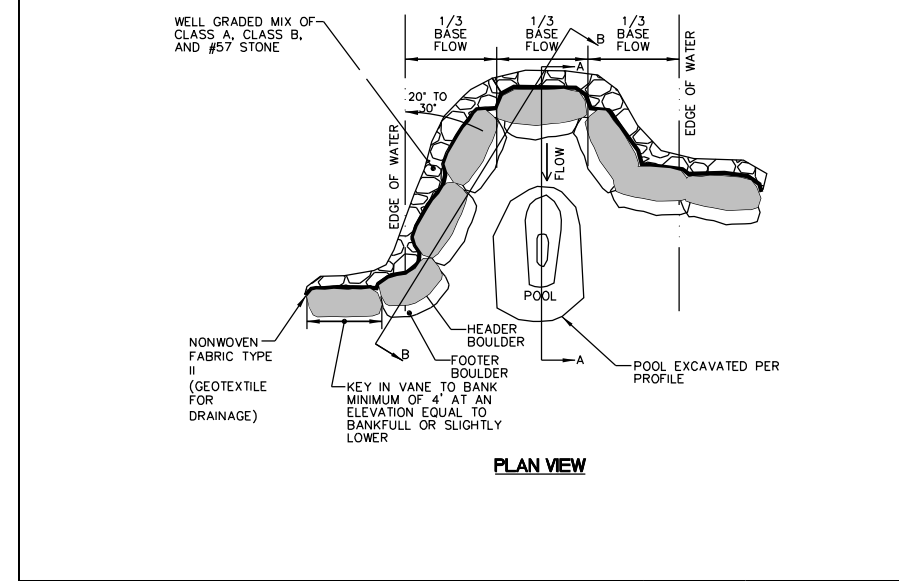 WELL GRADED MIX OF
CLASS A, CLASS B,
AND #57 STONE
1/3
BASE
FLOW
1/3
BASE
FLOW
1/3
BASE
FLOW
B
A
20° TO
30°
EDGE OF WATER
EDGE OF WATER
FLOW
POOL
HEADER
BOULDER
B
FOOTER
BOULDER
A
POOL EXCAVATED PER
PROFILE
NONWOVEN
FABRIC TYPE
II
(GEOTEXTILE
FOR
DRAINAGE)
KEY IN VANE TO BANK
MINIMUM OF 4' AT AN
ELEVATION EQUAL TO
BANKFULL OR SLIGHTLY
LOWER
PLAN VIEW